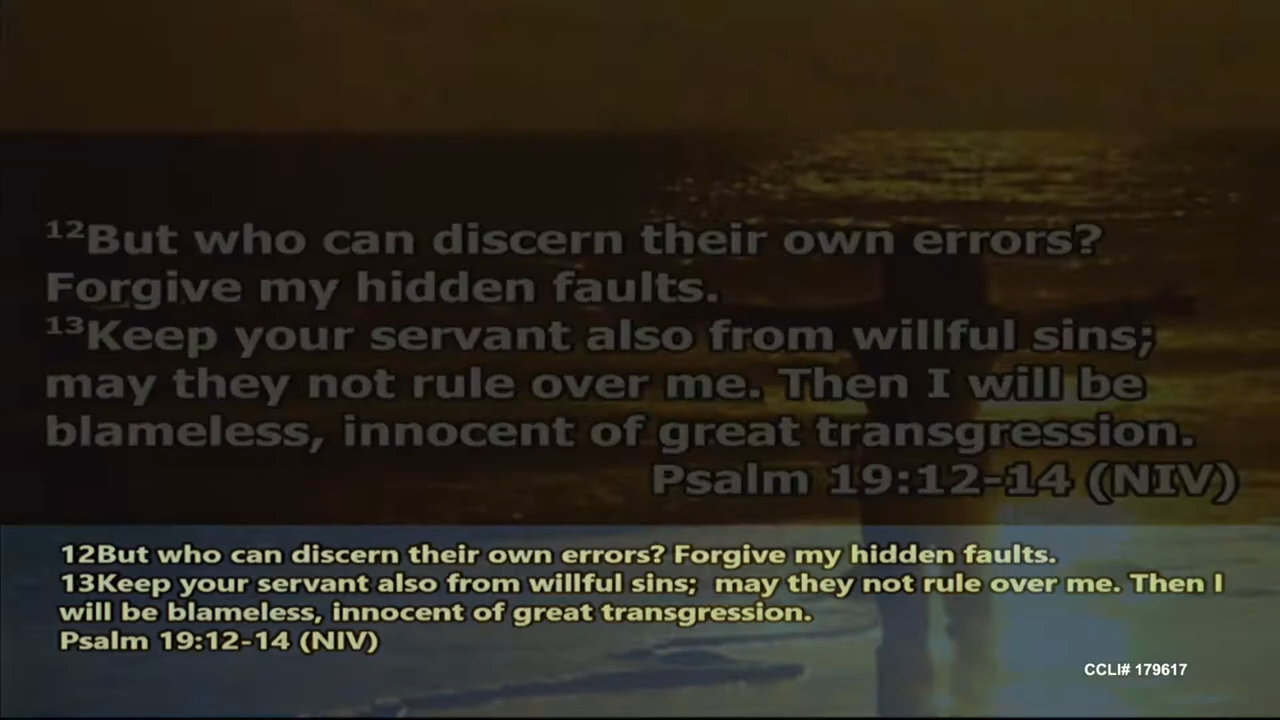 ¹²But who can discern their own errors?
Forgive my hidden faults.
¹³Keep your servant also from willful sins;
may they not rule over me. Then I will be
blameless, innocent of great transgression.
Psalm 19:12-14 (NIV)
12But who can discern their own errors? Forgive my hidden faults.
13Keep your servant also from willful sins;  may they not rule over me. Then I
will be blameless, innocent of great transgression.
Psalm 19:12-14 (NIV)
CCLI# 179617